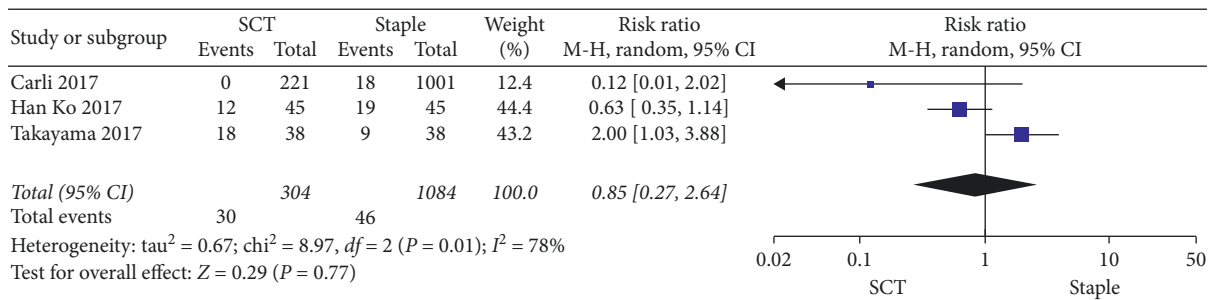 Study or subgroup SCT Staple Weight Risk ratio Risk ratio
Events Total Events Total (%) M-H, random, 95% CI M-H, random, 95% CI
Carli 2017 0 221 18 1001 12.4 0.12 [0.01, 2.02]
Han Ko 2017 12 45 19 45 44.4 0.63 [ 0.35, 1.14]
Takayama 2017 18 38 9 38 43.2 2.00 [1.03, 3.88]
Total (95% CI) 304 1084 100.0 0.85 [0.27, 2.64]
Total events 30 46
Heterogeneity: tau² = 0.67; chi² = 8.97, df = 2 (P = 0.01); I² = 78%
Test for overall effect: Z = 0.29 (P = 0.77)
0.02 0.1 1 10 50
SCT Staple